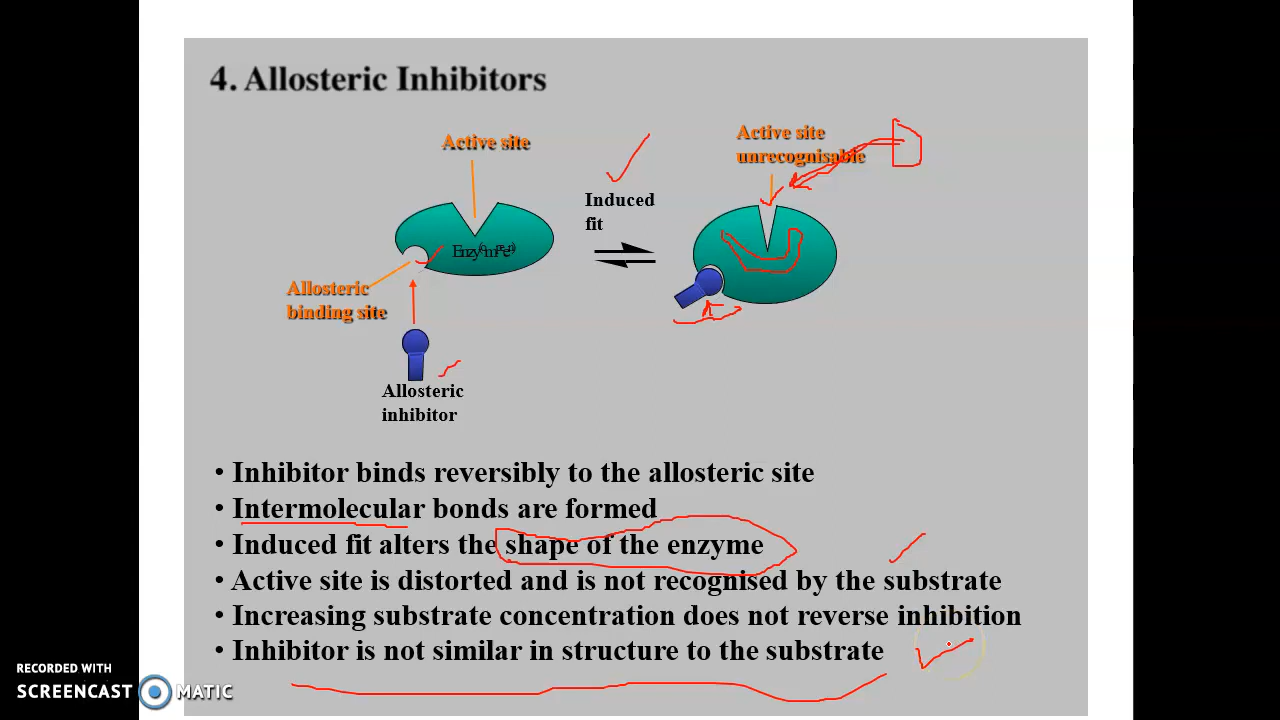 4. Allosteric Inhibitors
Active site
Active site
unrecognisable
Induced
fit
Allosteric
binding site
Allosteric
inhibitor
• Inhibitor binds reversibly to the allosteric site
• Intermolecular bonds are formed
• Induced fit alters the shape of the enzyme
• Active site is distorted and is not recognised by the substrate
• Increasing substrate concentration does not reverse inhibition
• Inhibitor is not similar in structure to the substrate
RECORDED WITH
SCREENCAST MATIC